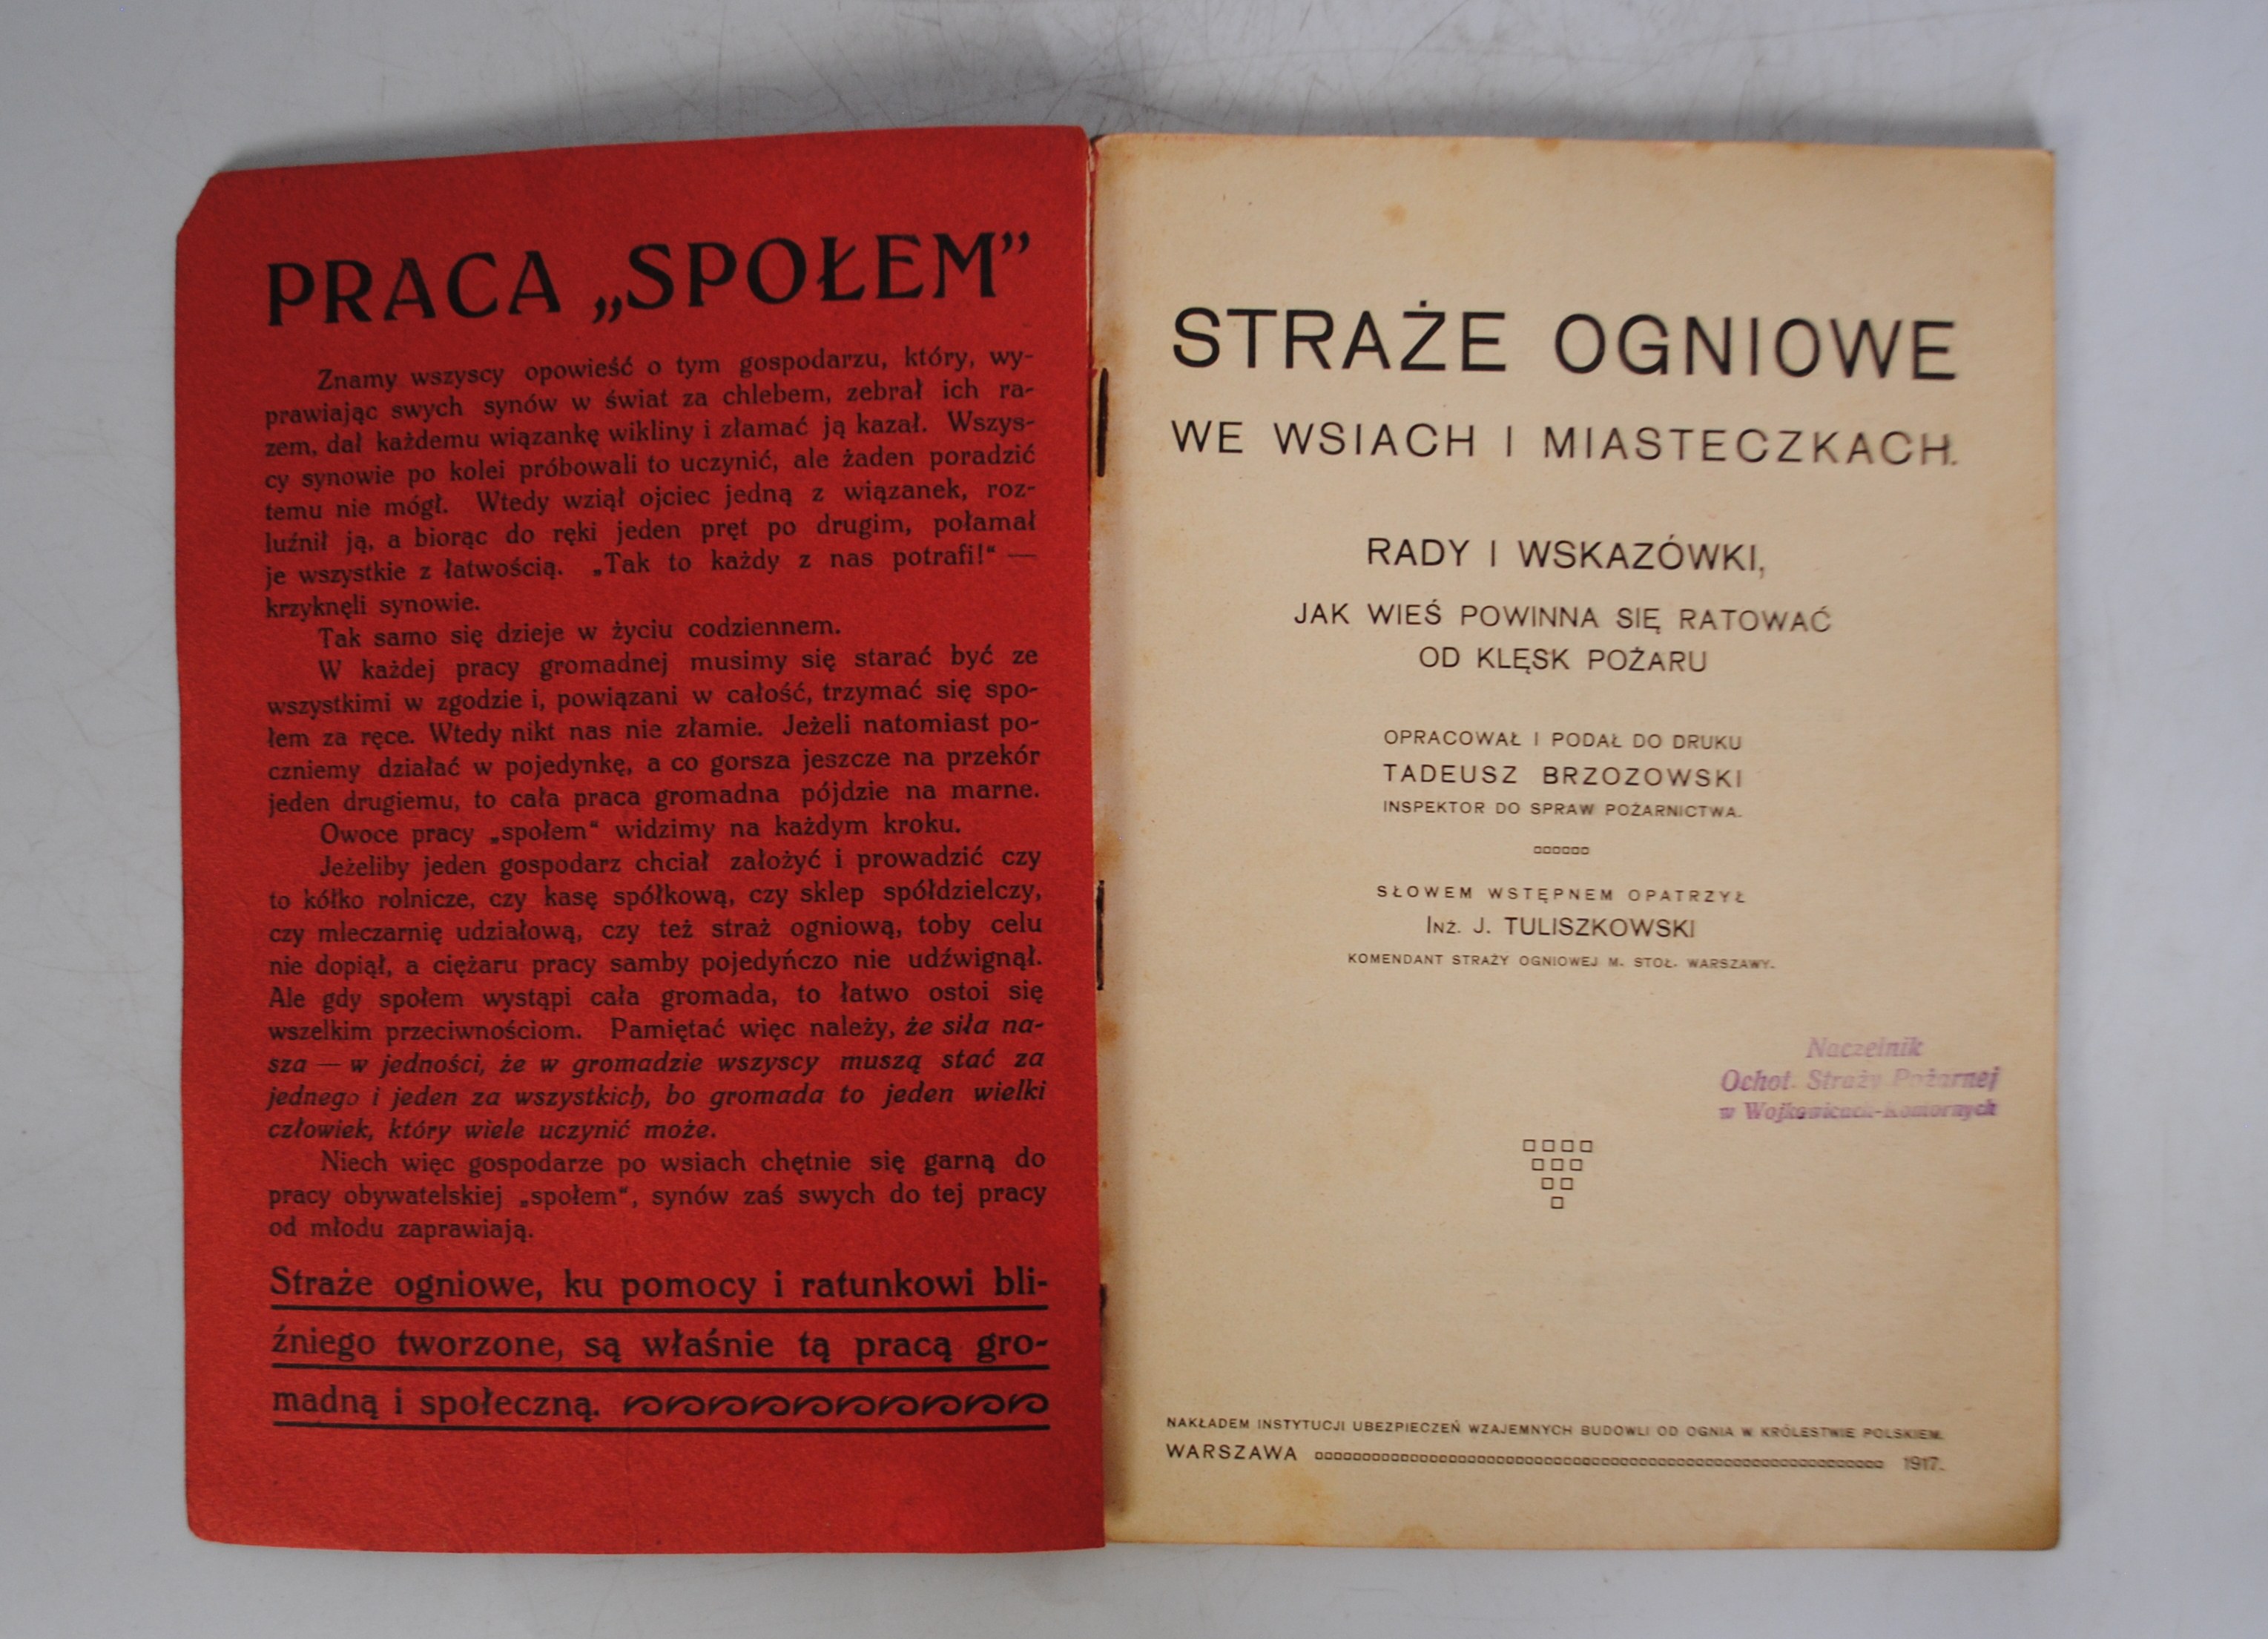 PRACA „SPOŁEM”
Znamy wszyscy opowieść o tym gospodarzu, który, wy-
prawiając swych synów w świat za chlebem, zebrał ich ra-
zem, dał każdemu wiązankę wikliny i złamać ją kazał. Wszys-
cy synowie po kolei próbowali to uczynić, ale żaden poradzić
temu nie mógł. Wtedy wziął ojciec jedną z wiązanek, roz-
luźnił ją, a biorąc do ręki jeden pręt po drugim, połamał
je wszystkie z łatwością. „Tak to każdy z nas potrafi!“ —
krzyknęli synowie.
Tak samo się dzieje w życiu codziennem.
W każdej pracy gromadnej musimy się starać być ze
wszystkimi w zgodzie i, powiązani w całość, trzymać się spo-
łem za ręce. Wtedy nikt nas nie złamie. Jeżeli natomiast po-
czniemy działać w pojedynkę, a co gorsza jeszcze na przekór
jeden drugiemu, to cała praca gromadna pójdzie na marne.
Owoce pracy „społem“ widzimy na każdym kroku.
Jeżeliby jeden gospodarz chciał założyć i prowadzić czy
to kółko rolnicze, czy kasę spółkową, czy sklep spółdzielczy,
czy mleczarnię udziałową, czy też straż ogniową, toby celu
nie dopiął, a ciężaru pracy samby pojedyńczo nie udźwignął.
Ale gdy społem wystąpi cała gromada, to łatwo ostoi się
wszelkim przeciwnościom. Pamiętać więc należy, że siła na-
sza — w jedności, że w gromadzie wszyscy muszą stać za
jednego i jeden za wszystkich, bo gromada to jeden wielki
człowiek, który wiele uczynić może.
Niech więc gospodarze po wsiach chętnie się garną do
pracy obywatelskiej „społem“, synów zaś swych do tej pracy
od młodu zaprawiają.
Straże ogniowe, ku pomocy i ratunkowi bli-
źniego tworzone, są właśnie tą pracą gro-
madną i społeczną.
STRAŻE OGNIOWE
WE WSIACH I MIASTECZKACH.
RADY I WSKAZÓWKI,
JAK WIEŚ POWINNA SIĘ RATOWAĆ
OD KLĘSK POŻARU
OPRACOWAŁ I PODAŁ DO DRUKU
TADEUSZ BRZOZOWSKI
INSPEKTOR DO SPRAW POŻARNICTWA.
SŁOWEM WSTĘPNEM OPATRZYŁ
INŻ. J. TULISZKOWSKI
KOMENDANT STRAŻY OGNIOWEJ M. STOŁ. WARSZAWY.
Naczelnik
Ochot. Straży Pożarnej
w Wojkowicach-Komornych
NAKŁADEM INSTYTUCJI UBEZPIECZEŃ WZAJEMNYCH BUDOWLI OD OGNIA W KRÓLESTWIE POLSKIEM.
WARSZAWA 1917.